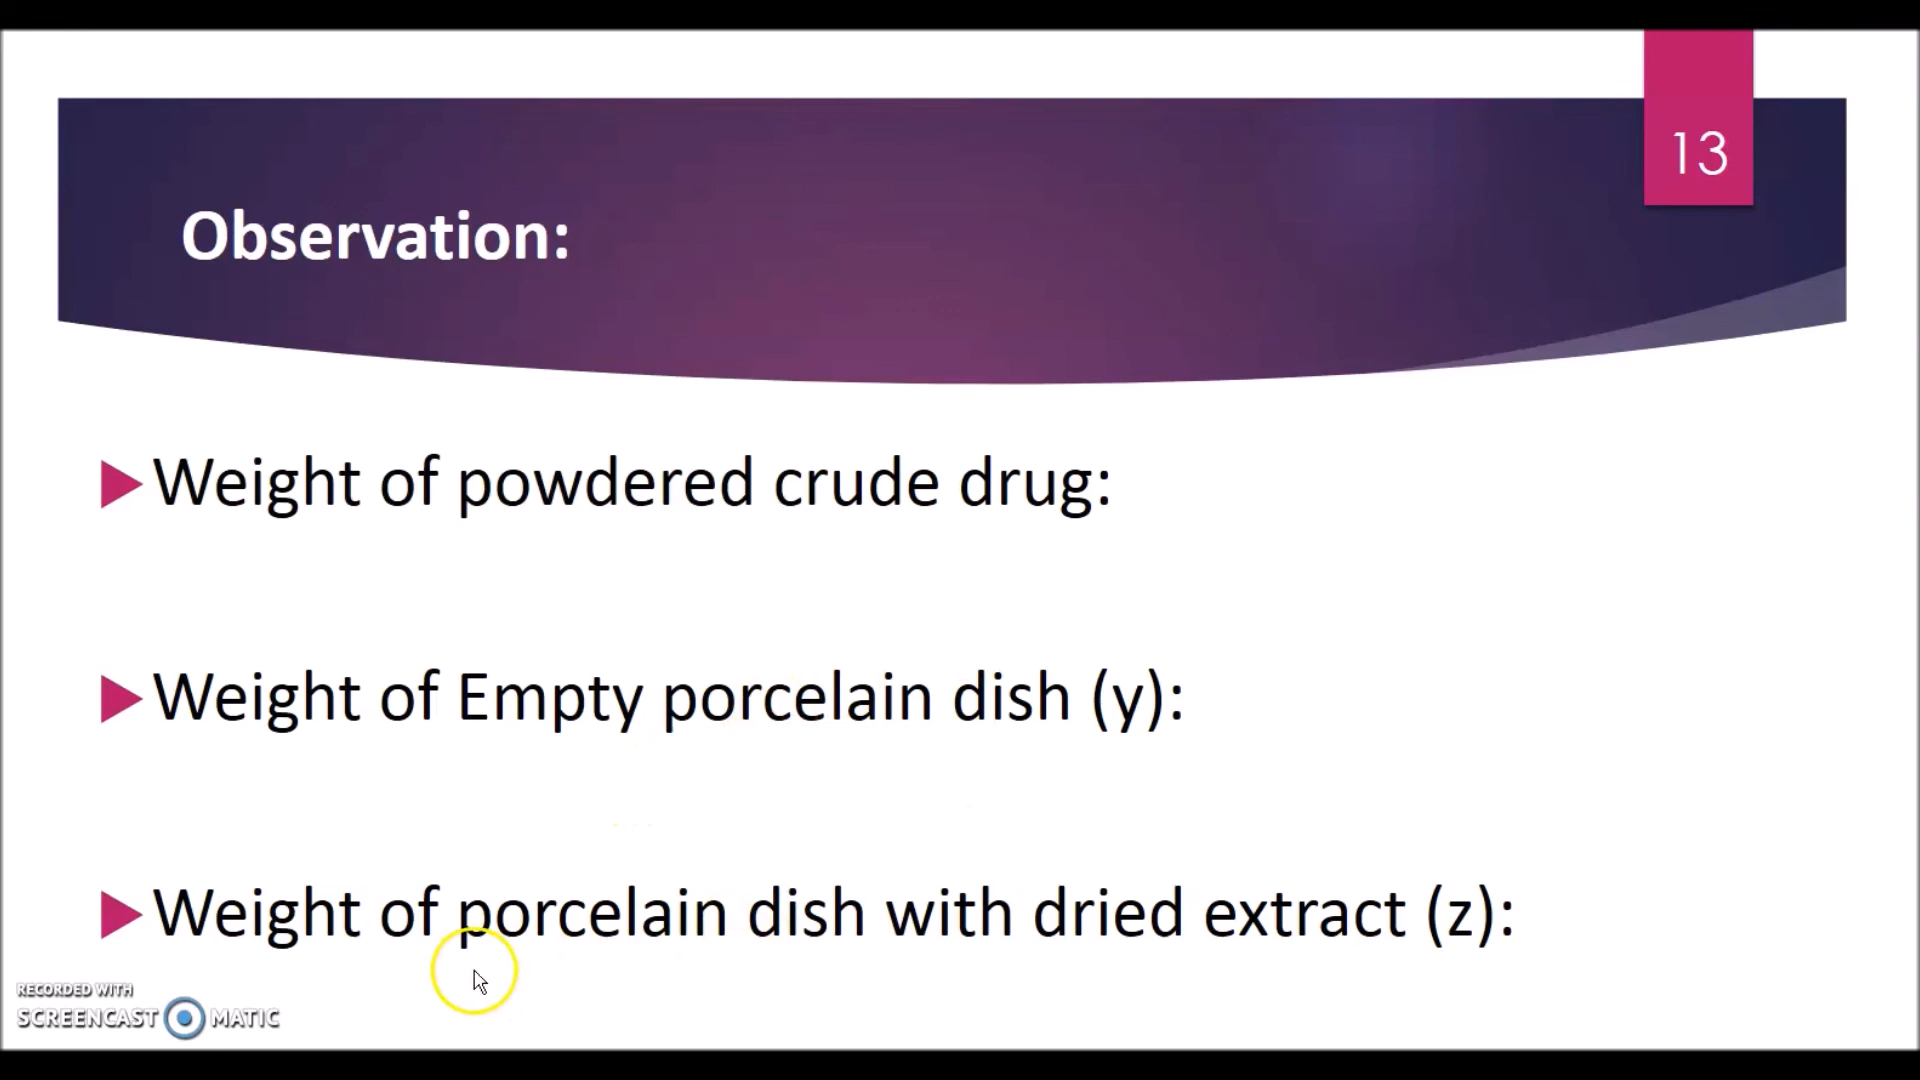 13
Observation:
Weight of powdered crude drug:
Weight of Empty porcelain dish (y):
Weight of porcelain dish with dried extract (z):
RECORDED WITH
SCREENCAST MATIC